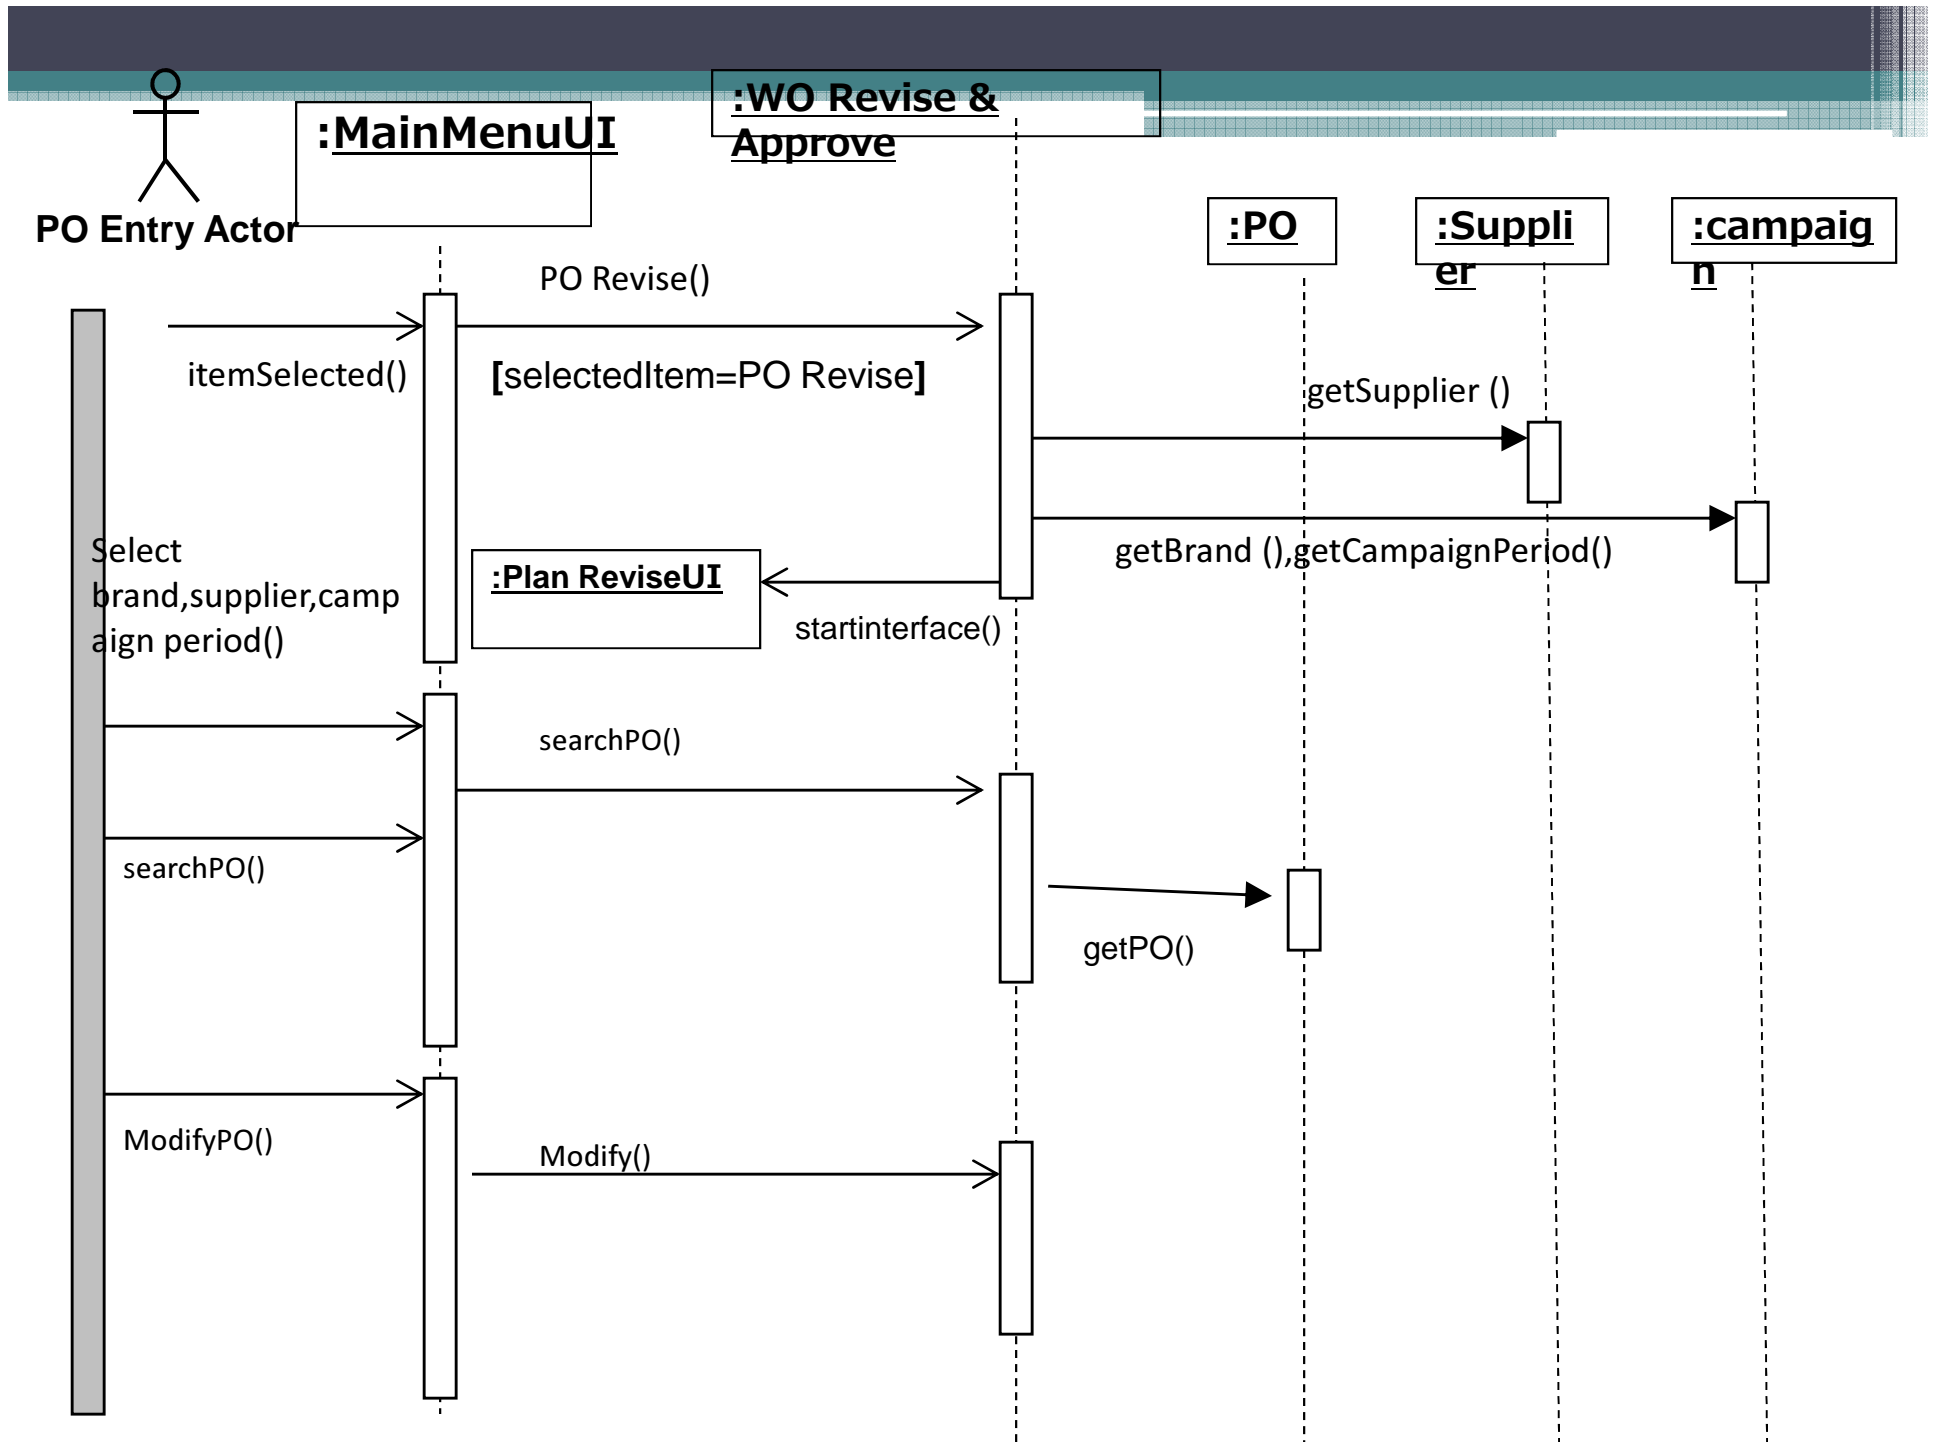 :WO Revise &
Approve
:MainMenuUI
PO Entry Actor
:PO
:Suppli
er
:campaig
n
PO Revise()
itemSelected()
[selectedItem=PO Revise]
getSupplier ()
Select
brand,supplier,camp
aign period()
:Plan ReviseUI
getBrand (),getCampaignPeriod()
startinterface()
searchPO()
searchPO()
getPO()
ModifyPO()
Modify()